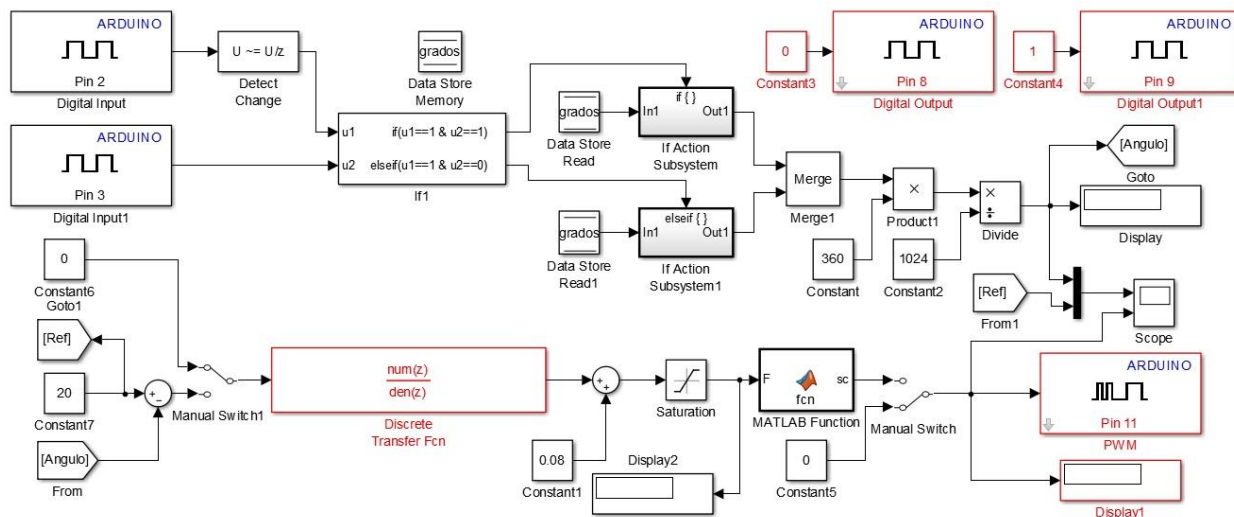 ARDUINO
Pin 2
Digital Input
U ~= U/z
Detect
Change
grados
Data Store
Memory
0
Constant3
ARDUINO
Pin 8
Digital Output
1
Constant4
ARDUINO
Pin 9
Digital Output1
ARDUINO
Pin 3
Digital Input1
u1
if(u1==1 & u2==1)
u2
elseif(u1==1 & u2==0)
If1
grados
Data Store
Read
if { }
In1
Out1
If Action
Subsystem
grados
Data Store
Read1
elseif { }
In1
Out1
If Action
Subsystem1
Merge
Merge1
360
Constant
×
Product1
1024
Constant2
×
÷
Divide
[Angulo]
Goto
Display
[Ref]
From1
Scope
0
Constant6
Goto1
[Ref]
20
Constant7
[Angulo]
From
+
−
Manual Switch1
num(z)
den(z)
Discrete
Transfer Fcn
+
+
0.08
Constant1
Saturation
Display2
F
sc
fcn
MATLAB Function
0
Constant5
Manual Switch
ARDUINO
Pin 11
PWM
Display1